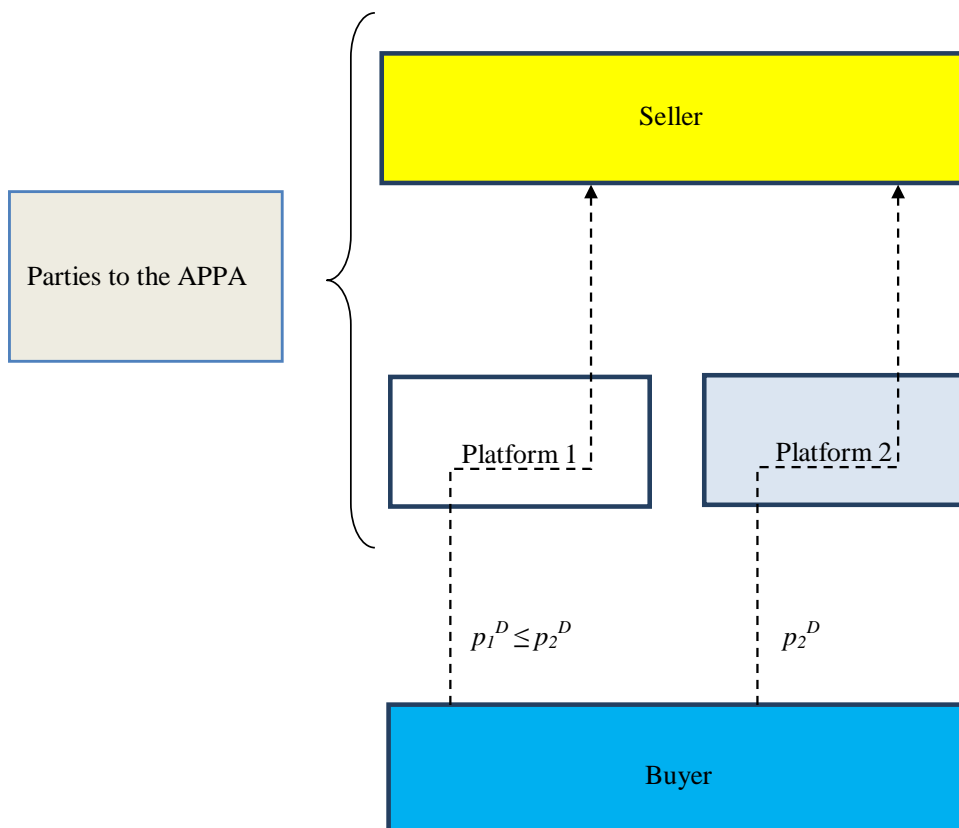 Seller
Parties to the APPA
Platform 1
Platform 2
p₁ᴰ ≤ p₂ᴰ
p₂ᴰ
Buyer